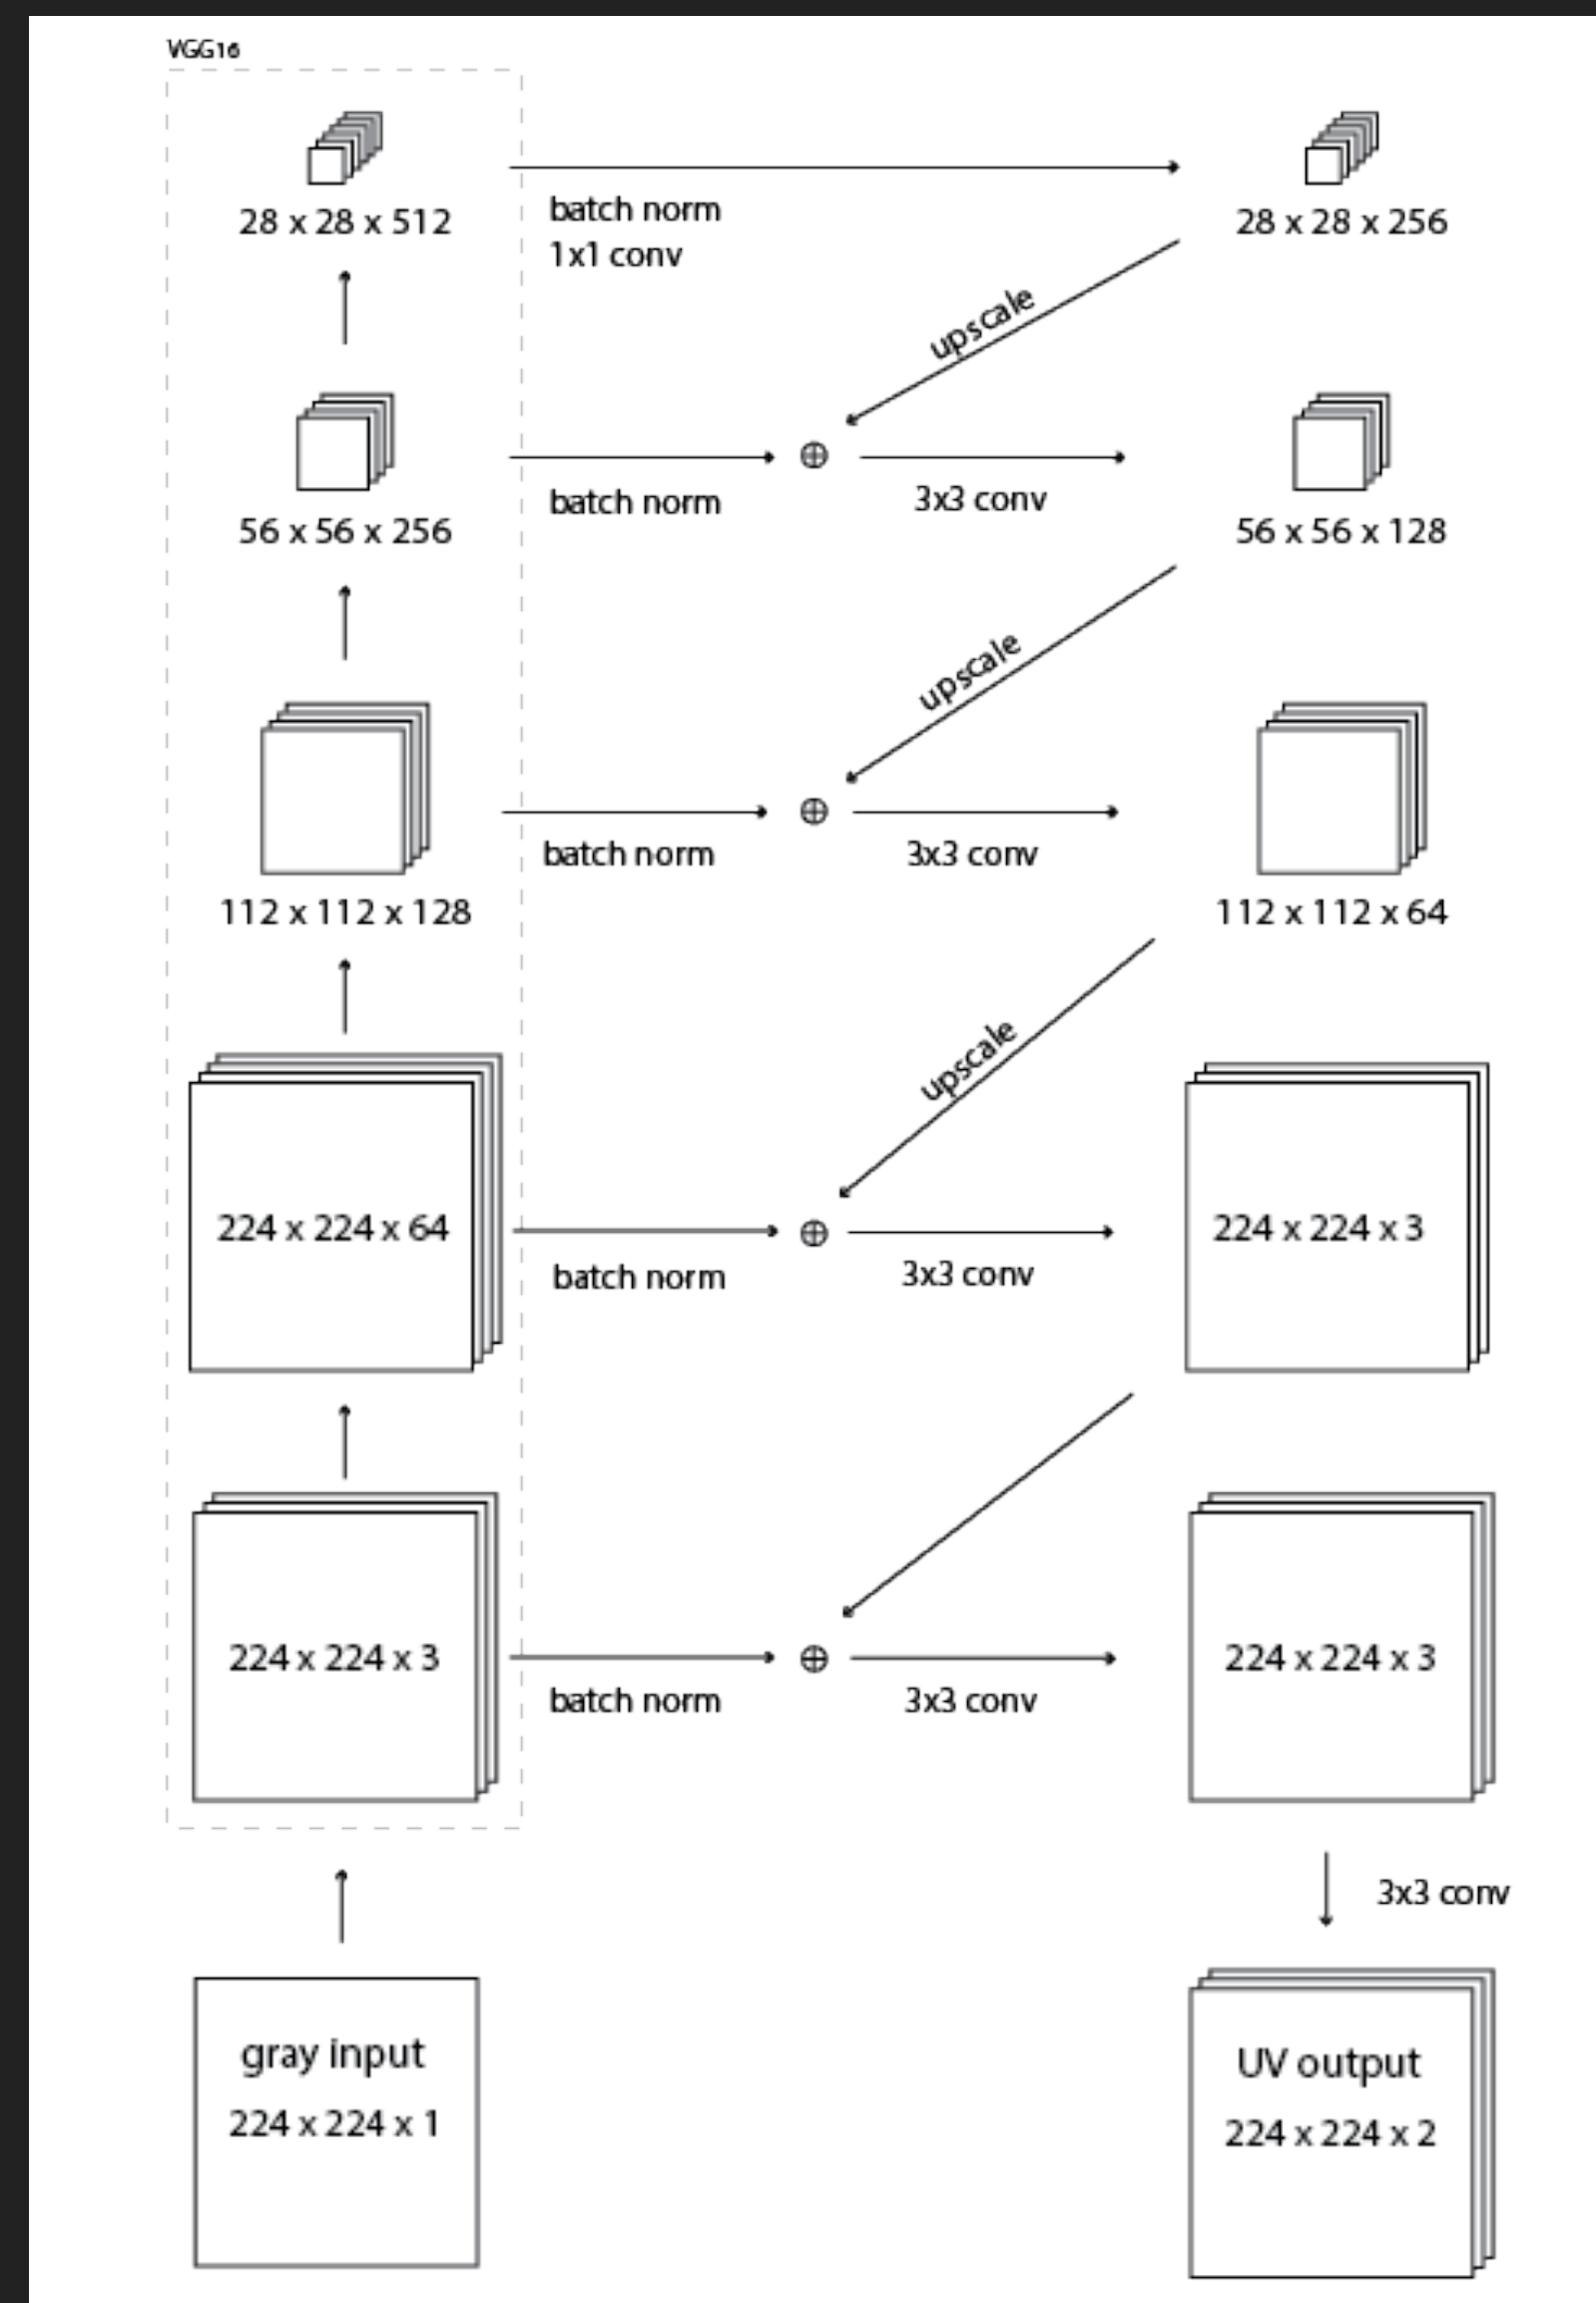 VGG16
28 x 28 x 512
batch norm
1x1 conv
28 x 28 x 256
upscale
56 x 56 x 256
batch norm
3x3 conv
56 x 56 x 128
upscale
112 x 112 x 128
batch norm
3x3 conv
112 x 112 x 64
upscale
224 x 224 x 64
batch norm
3x3 conv
224 x 224 x 3
224 x 224 x 3
batch norm
3x3 conv
224 x 224 x 3
3x3 conv
gray input
224 x 224 x 1
UV output
224 x 224 x 2